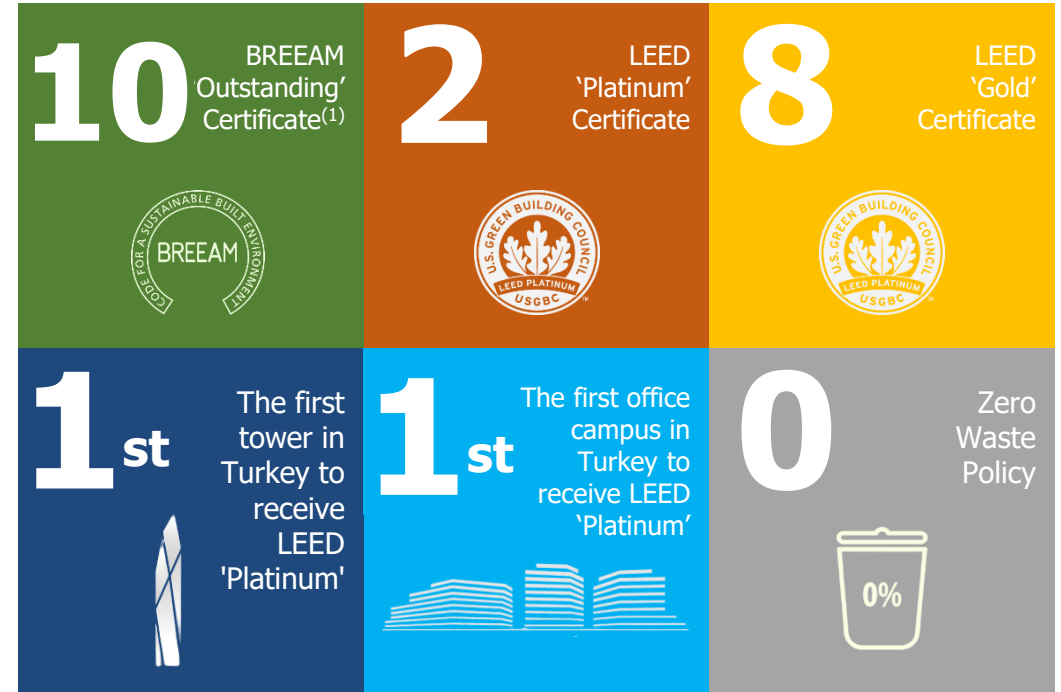 10
BREEAM
‘Outstanding’
Certificate(1)
CODE FOR A SUSTAINABLE BUILT ENVIRONMENT
BREEAM
2
LEED
‘Platinum’
Certificate
U.S. GREEN BUILDING COUNCIL
LEED PLATINUM
USGBC
TM
8
LEED
‘Gold’
Certificate
U.S. GREEN BUILDING COUNCIL
LEED PLATINUM
USGBC
TM
1st
The first
tower in
Turkey to
receive
LEED
'Platinum'
1st
The first office
campus in
Turkey to
receive LEED
‘Platinum’
0
Zero
Waste
Policy
0%